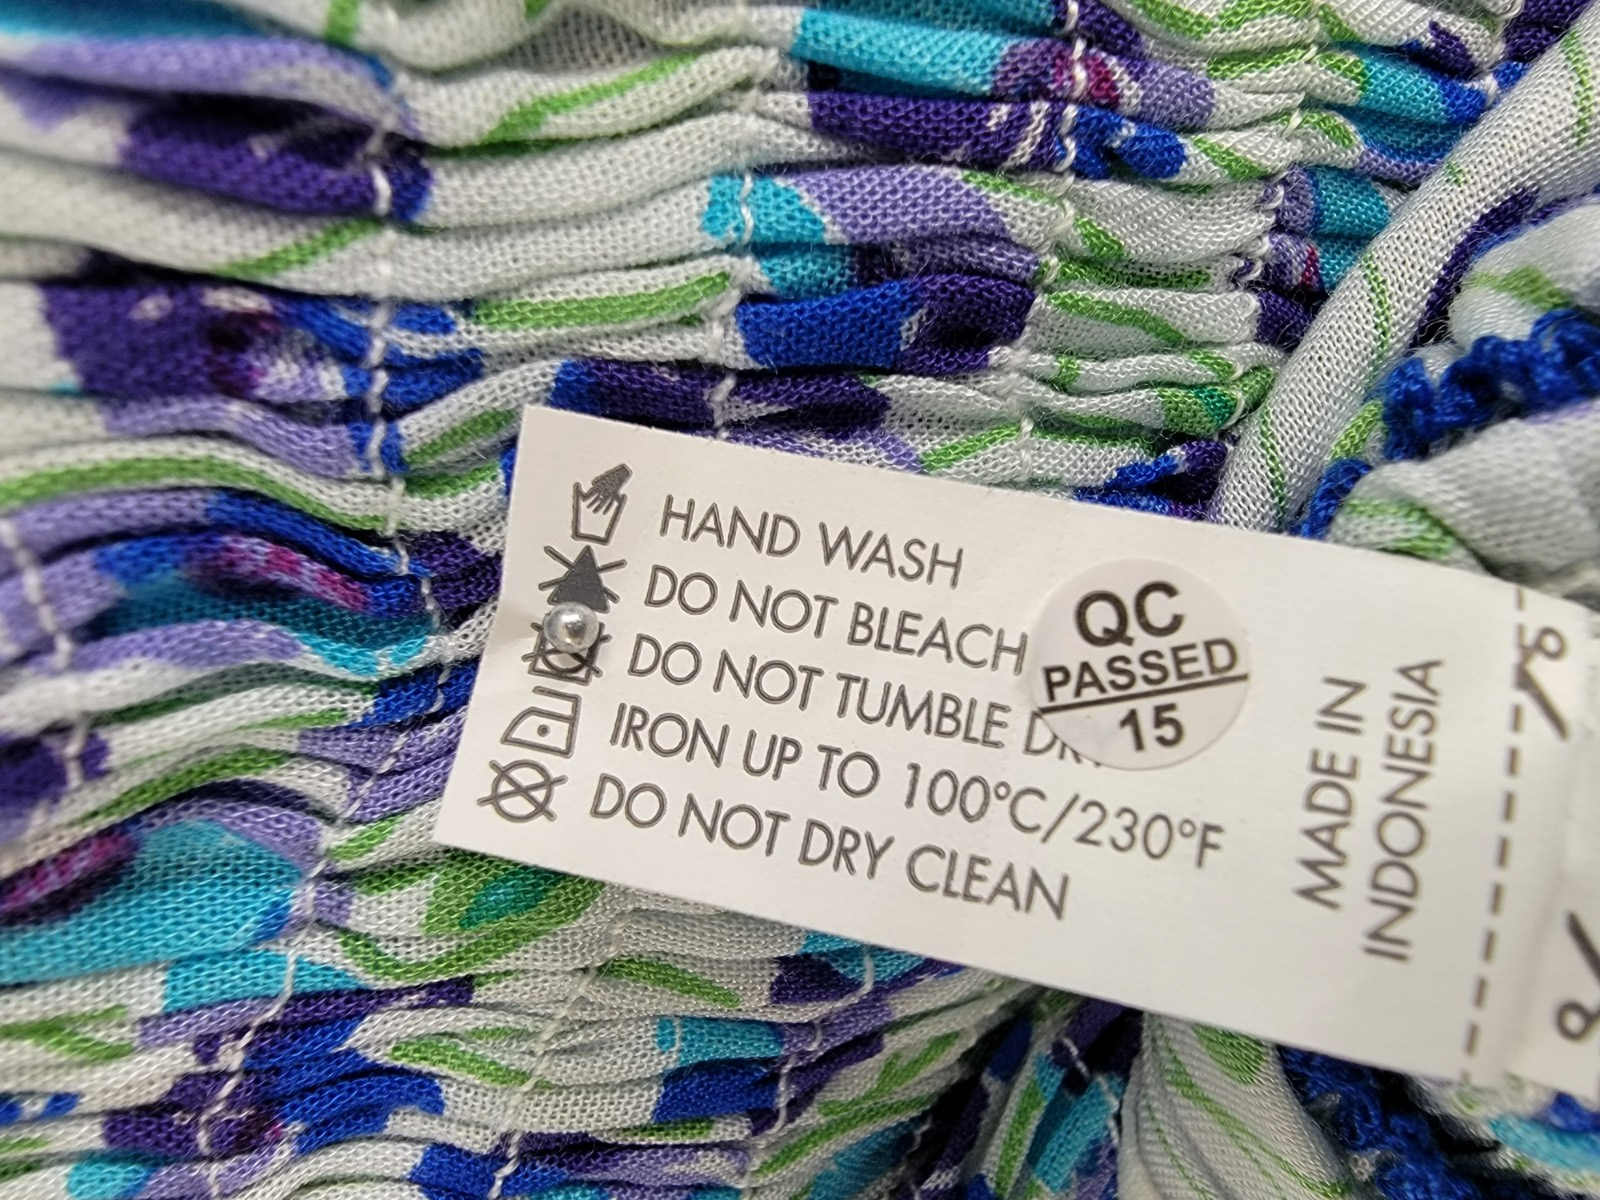 HAND WASH
DO NOT BLEACH
DO NOT TUMBLE
IRON UP TO 100°C/230°F
DO NOT DRY CLEAN
QC
PASSED
15
MADE IN
INDONESIA